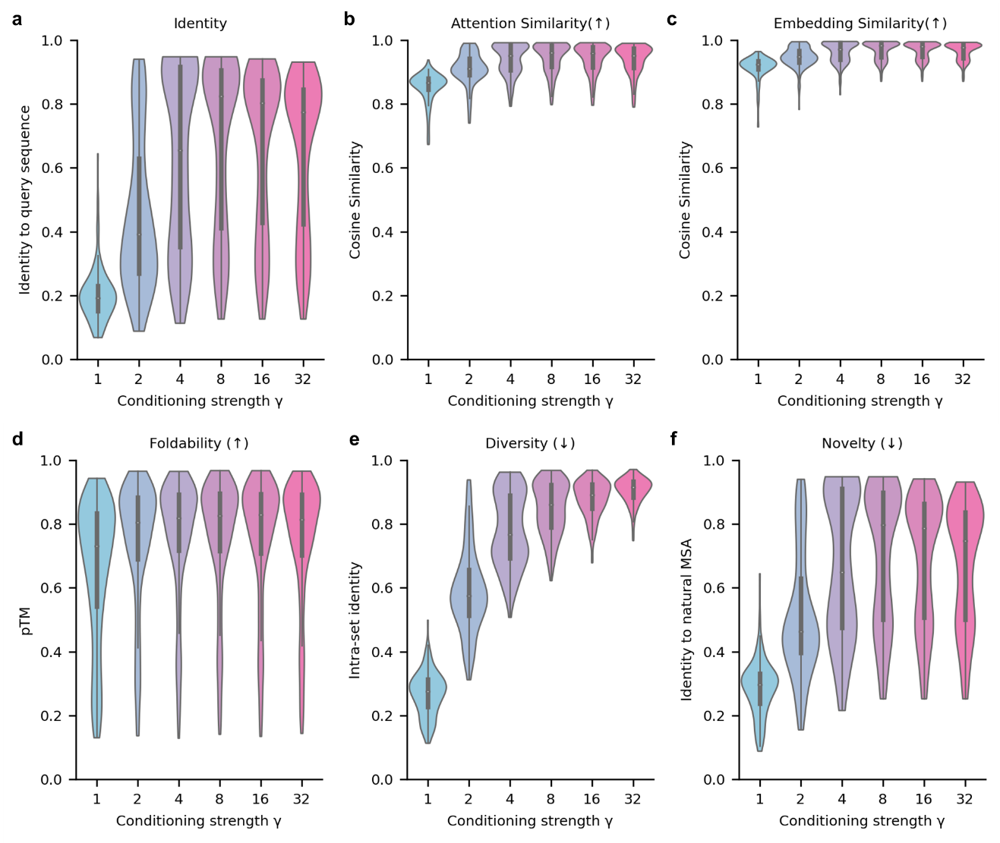 a
Identity
Identity to query sequence
1.0
0.8
0.6
0.4
0.2
0.0
1 2 4 8 16 32
Conditioning strength γ
b
Attention Similarity(↑)
Cosine Similarity
1.0
0.8
0.6
0.4
0.2
0.0
1 2 4 8 16 32
Conditioning strength γ
c
Embedding Similarity(↑)
Cosine Similarity
1.0
0.8
0.6
0.4
0.2
0.0
1 2 4 8 16 32
Conditioning strength γ
d
Foldability (↑)
pTM
1.0
0.8
0.6
0.4
0.2
0.0
1 2 4 8 16 32
Conditioning strength γ
e
Diversity (↓)
Intra-set identity
1.0
0.8
0.6
0.4
0.2
0.0
1 2 4 8 16 32
Conditioning strength γ
f
Novelty (↓)
Identity to natural MSA
1.0
0.8
0.6
0.4
0.2
0.0
1 2 4 8 16 32
Conditioning strength γ